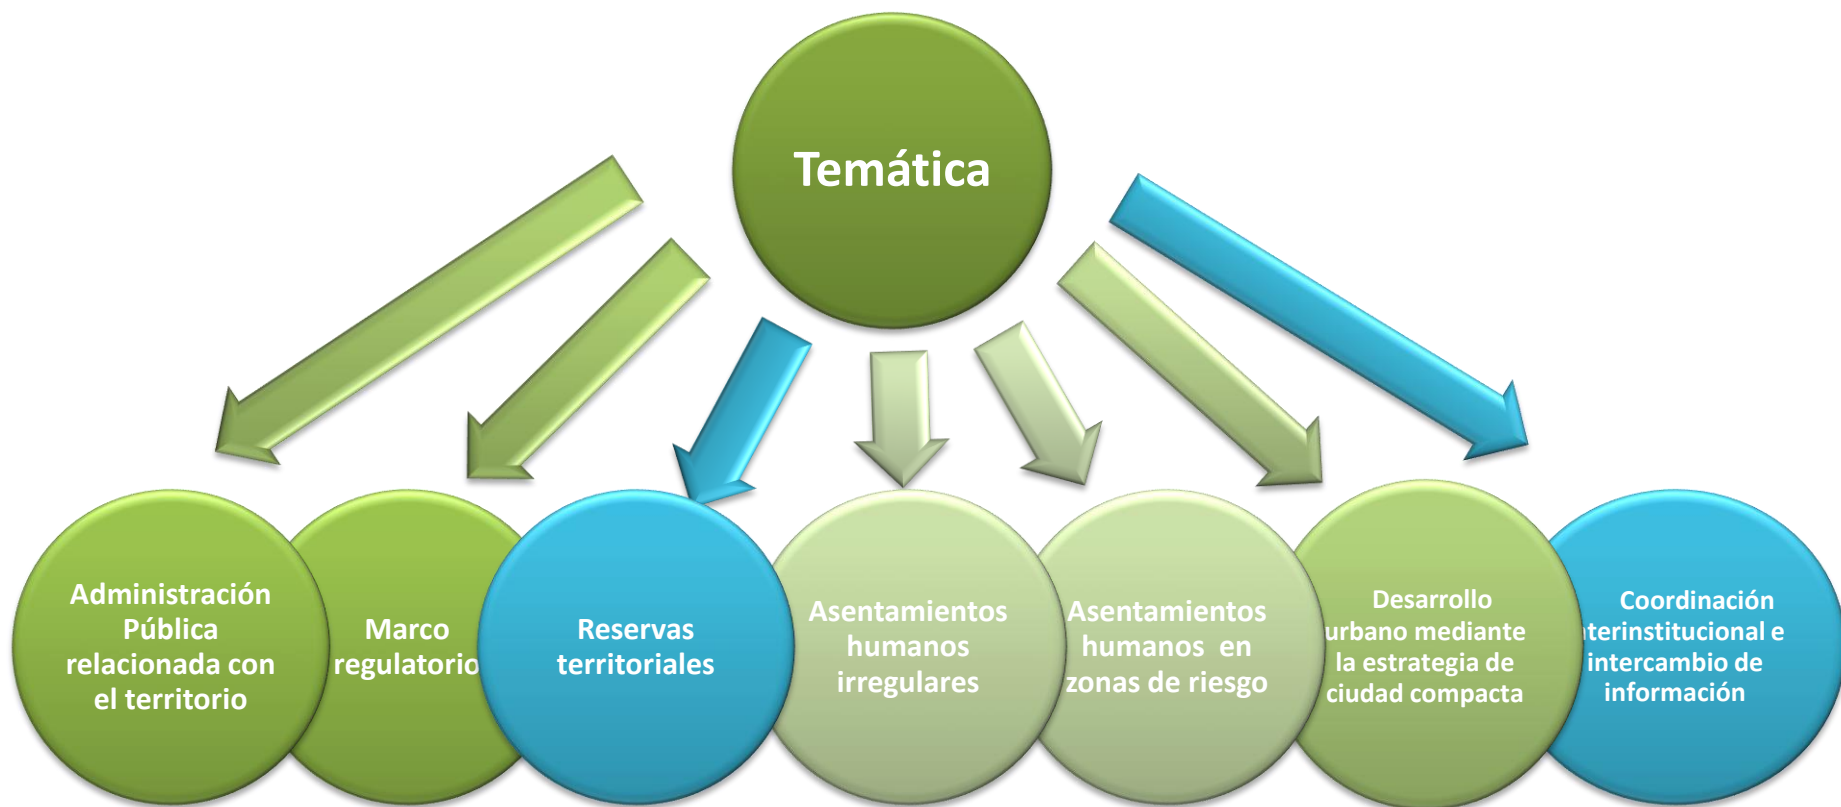 Temática
Administración
Pública
relacionada con
el territorio
Marco
regulatorio
Reservas
territoriales
Asentamientos
humanos
irregulares
Asentamientos
humanos en
zonas de riesgo
Desarrollo
urbano mediante
la estrategia de
ciudad compacta
Coordinación
interinstitucional e
intercambio de
información